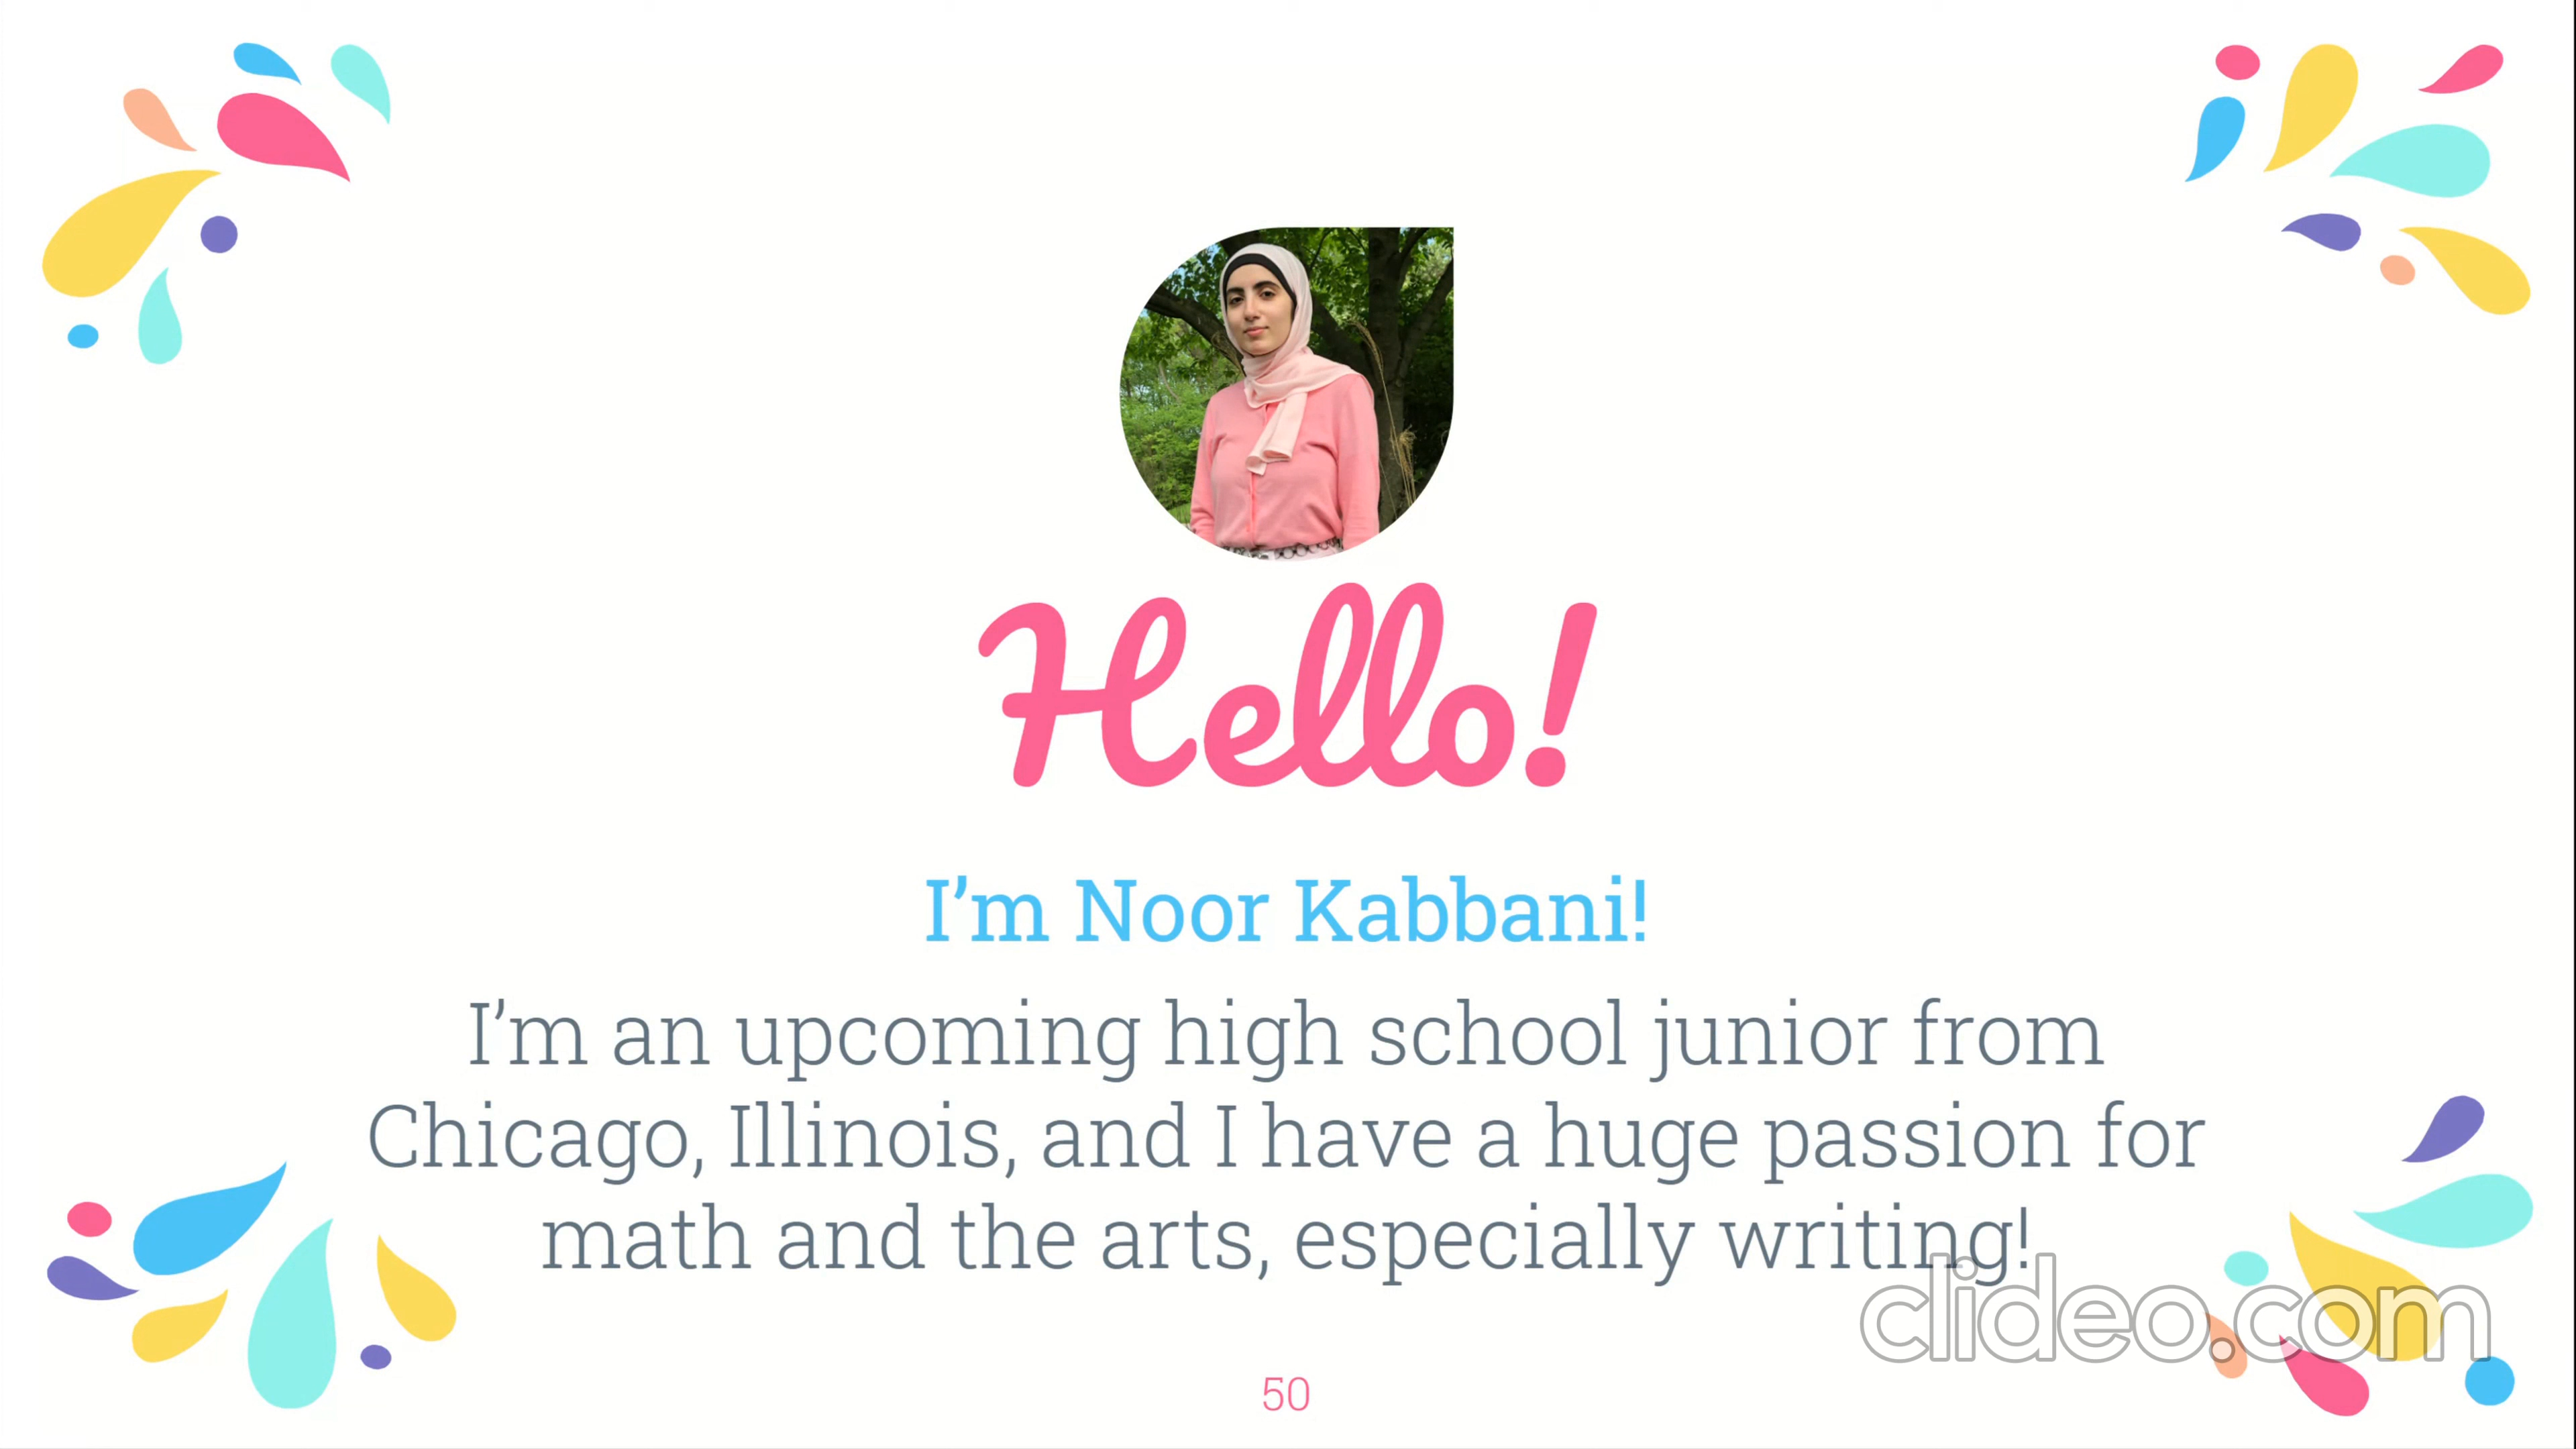 Hello!
I’m Noor Kabbani!
I’m an upcoming high school junior from
Chicago, Illinois, and I have a huge passion for
math and the arts, especially writing!
clideo.com
50